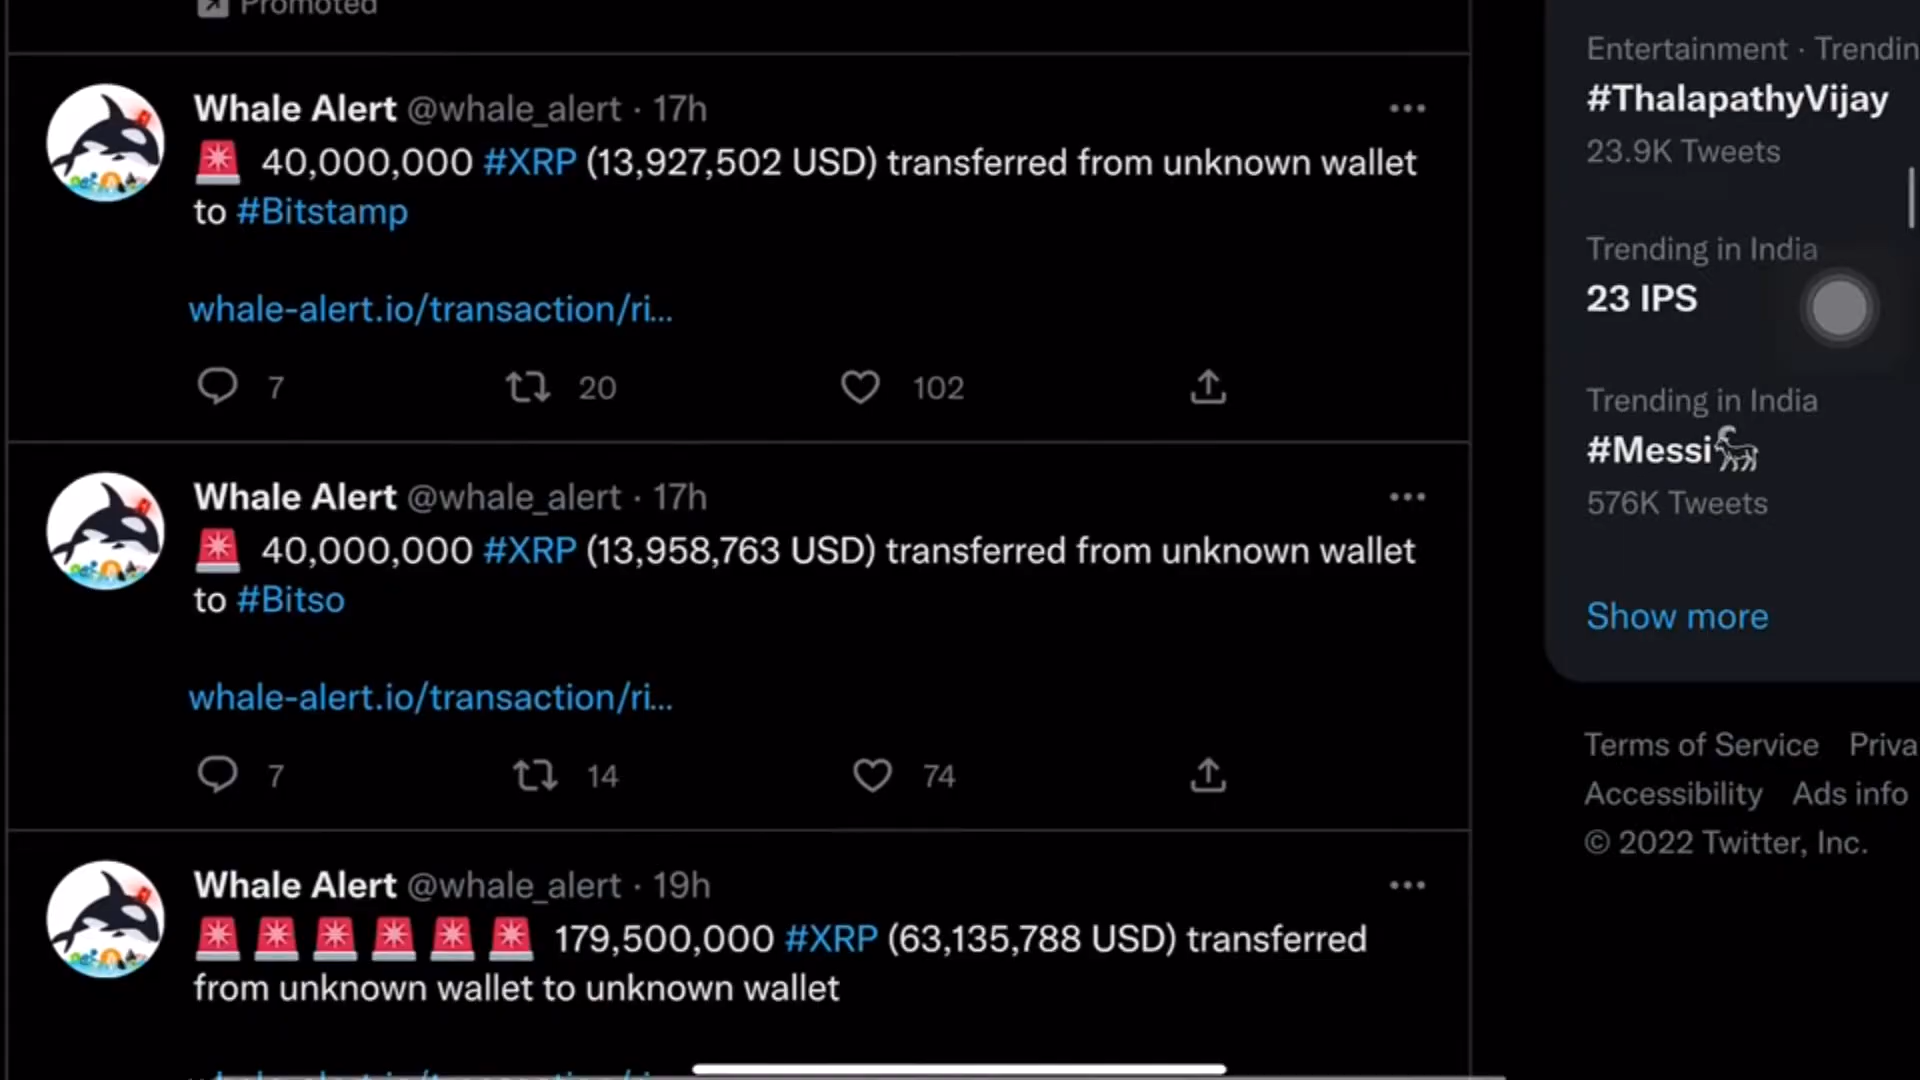 Promoted
Whale Alert @whale_alert · 17h
🚨 40,000,000 #XRP (13,927,502 USD) transferred from unknown wallet
to #Bitstamp
whale-alert.io/transaction/ri...
7 20 102
Whale Alert @whale_alert · 17h
🚨 40,000,000 #XRP (13,958,763 USD) transferred from unknown wallet
to #Bitso
whale-alert.io/transaction/ri...
7 14 74
Whale Alert @whale_alert · 19h
🚨 🚨 🚨 🚨 🚨 🚨 179,500,000 #XRP (63,135,788 USD) transferred
from unknown wallet to unknown wallet
Entertainment · Trendin
#ThalapathyVijay
23.9K Tweets
Trending in India
23 IPS
Trending in India
#Messi🐐
576K Tweets
Show more
Terms of Service Priva
Accessibility Ads info
© 2022 Twitter, Inc.